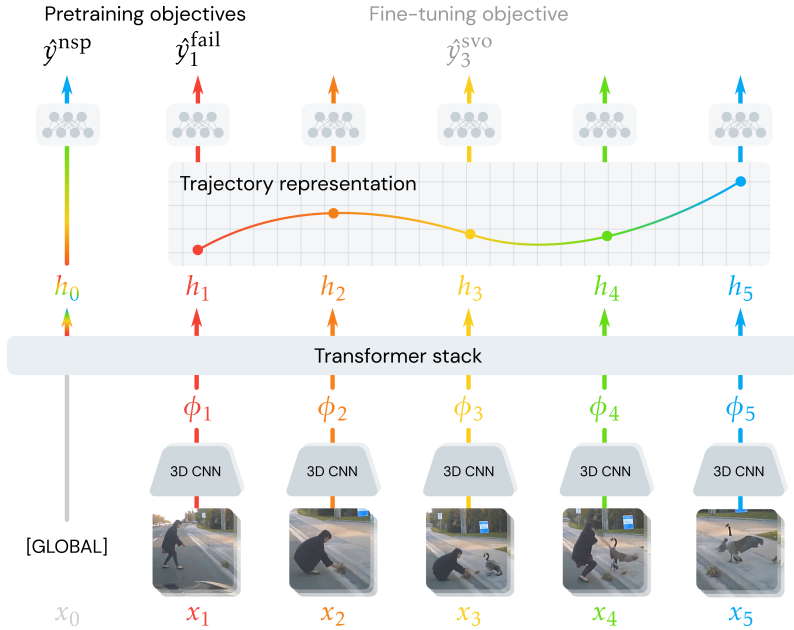 Pretraining objectives Fine-tuning objective
ŷⁿˢᵖ ŷ₁ᶠᵃⁱˡ ŷ₃ˢᵛᵒ
Trajectory representation
h₀ h₁ h₂ h₃ h₄ h₅
Transformer stack
ϕ₁ ϕ₂ ϕ₃ ϕ₄ ϕ₅
3D CNN 3D CNN 3D CNN 3D CNN 3D CNN
[GLOBAL]
x₀ x₁ x₂ x₃ x₄ x₅